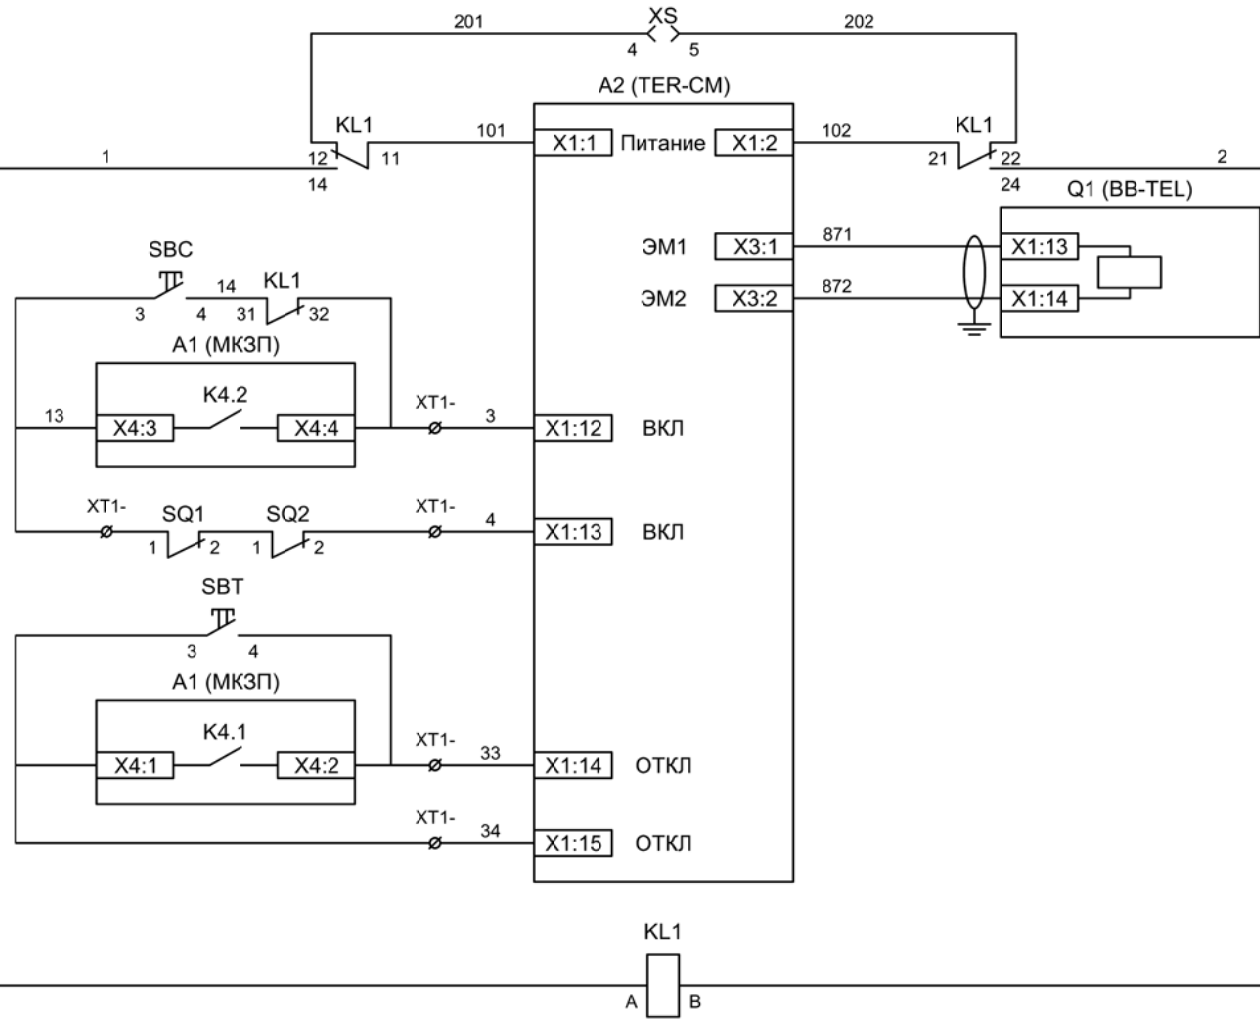 201 XS 202
4 5
A2 (TER-CM)
KL1 101 X1:1 Питание X1:2 102 KL1
1 12 11 21 22 2
14 24
Q1 (BB-TEL)
ЭМ1 X3:1 871 X1:13
ЭМ2 X3:2 872 X1:14
SBC
14 KL1
3 4 31 32
A1 (МКЗП)
K4.2
13 X4:3 X4:4 XT1- 3 X1:12 ВКЛ
XT1- SQ1 SQ2 XT1- 4 X1:13 ВКЛ
1 2 1 2
SBT
3 4
A1 (МКЗП)
K4.1
X4:1 X4:2 XT1- 33 X1:14 ОТКЛ
XT1- 34 X1:15 ОТКЛ
KL1
A B